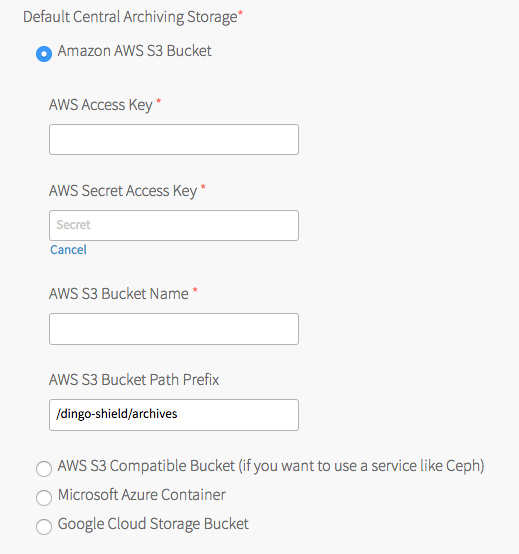 Default Central Archiving Storage*
Amazon AWS S3 Bucket
AWS Access Key *
AWS Secret Access Key *
Secret
Cancel
AWS S3 Bucket Name *
AWS S3 Bucket Path Prefix
/dingo-shield/archives
AWS S3 Compatible Bucket (if you want to use a service like Ceph)
Microsoft Azure Container
Google Cloud Storage Bucket